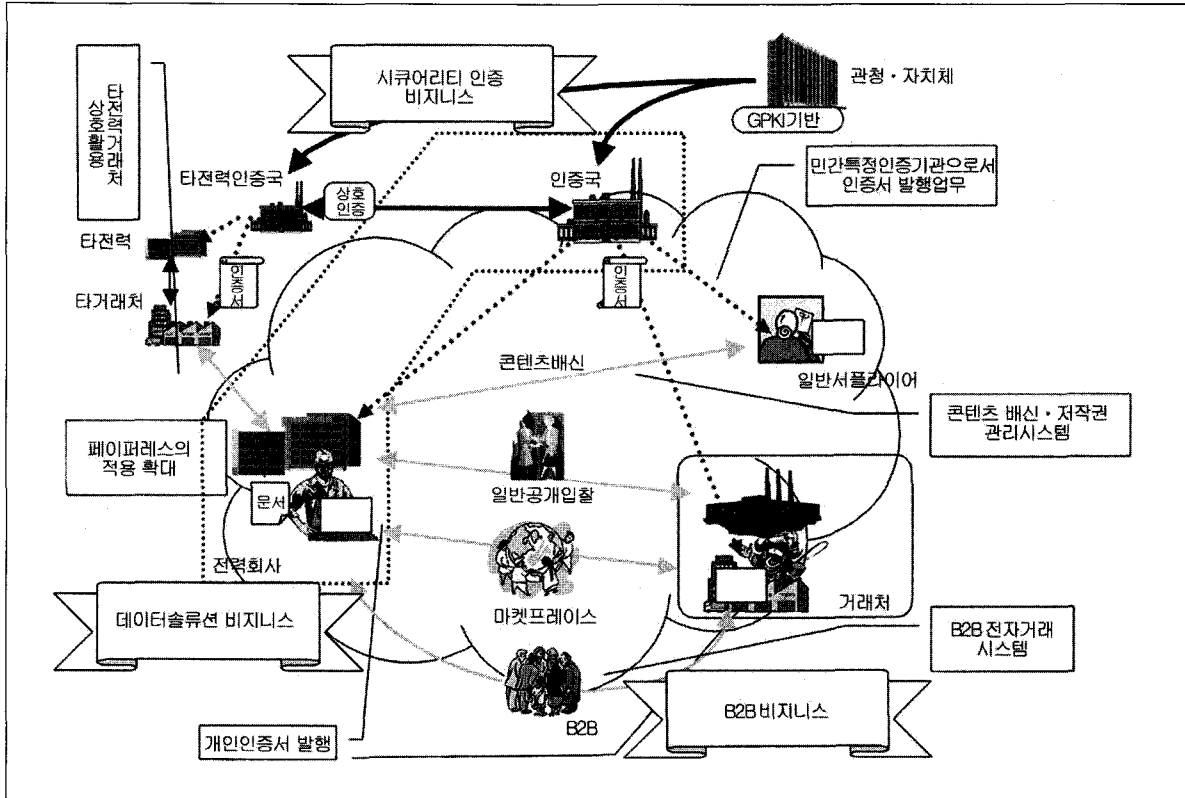 시큐어리티 인증
비지니스
관청·자치체
GPKI기반
타전력거래처
상호활용
타전력인증국
상호
인증
인증국
민간특정인증기관으로서
인증서 발행업무
타전력
인증서
인증서
타거래처
콘텐츠배신
일반서플라이어
콘텐츠 배신·저작권
관리시스템
페이퍼레스의
적용 확대
문서
일반공개입찰
전력회사
마켓프레이스
거래처
데이터솔류션 비지니스
B2B 전자거래
시스템
B2B 비지니스
B2B
개인인증서 발행